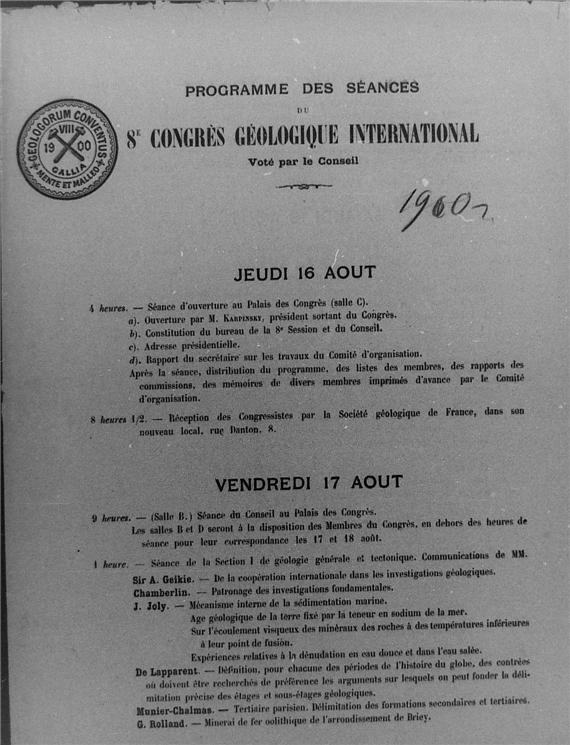 PROGRAMME DES SÉANCES
DU
8E CONGRÈS GÉOLOGIQUE INTERNATIONAL
Voté par le Conseil
GEOLOGORUM CONVENTUS
VIII
19 00
GALLIA
MENTE ET MALLEO
JEUDI 16 AOUT
4 heures. — Séance d'ouverture au Palais des Congrès (salle C).
a). Ouverture par M. KARPINSKY, président sortant du Congrès.
b). Constitution du bureau de la 8e Session et du Conseil.
c). Adresse présidentielle.
d). Rapport du secrétaire sur les travaux du Comité d'organisation.
Après la séance, distribution du programme, des listes des membres, des rapports des
commissions, des mémoires de divers membres imprimés d'avance par le Comité
d'organisation.
8 heures 1/2. — Réception des Congressistes par la Société géologique de France, dans son
nouveau local, rue Danton, 8.
VENDREDI 17 AOUT
9 heures. — (Salle B.) Séance du Conseil au Palais des Congrès.
Les salles B et D seront à la disposition des Membres du Congrès, en dehors des heures de
séance pour leur correspondance les 17 et 18 août.
1 heure. — Séance de la Section I de géologie générale et tectonique. Communications de MM.
Sir A. Geikie. — De la coopération internationale dans les investigations géologiques.
Chamberlin. — Patronage des investigations fondamentales.
J. Joly. — Mécanisme interne de la sédimentation marine.
Age géologique de la terre fixé par la teneur en sodium de la mer.
Sur l'écoulement visqueux des minéraux des roches à des températures inférieures
à leur point de fusion.
Expériences relatives à la dénudation en eau douce et dans l'eau salée.
De Lapparent. — Définition, pour chacune des périodes de l'histoire du globe, des contrées
où doivent être recherchés de préférence les arguments sur lesquels on peut fonder la déli-
mitation précise des étages et sous-étages géologiques.
Munier-Chalmas. — Tertiaire parisien. Délimitation des formations secondaires et tertiaires.
G. Rolland. — Minerai de fer oolithique de l'arrondissement de Briey.